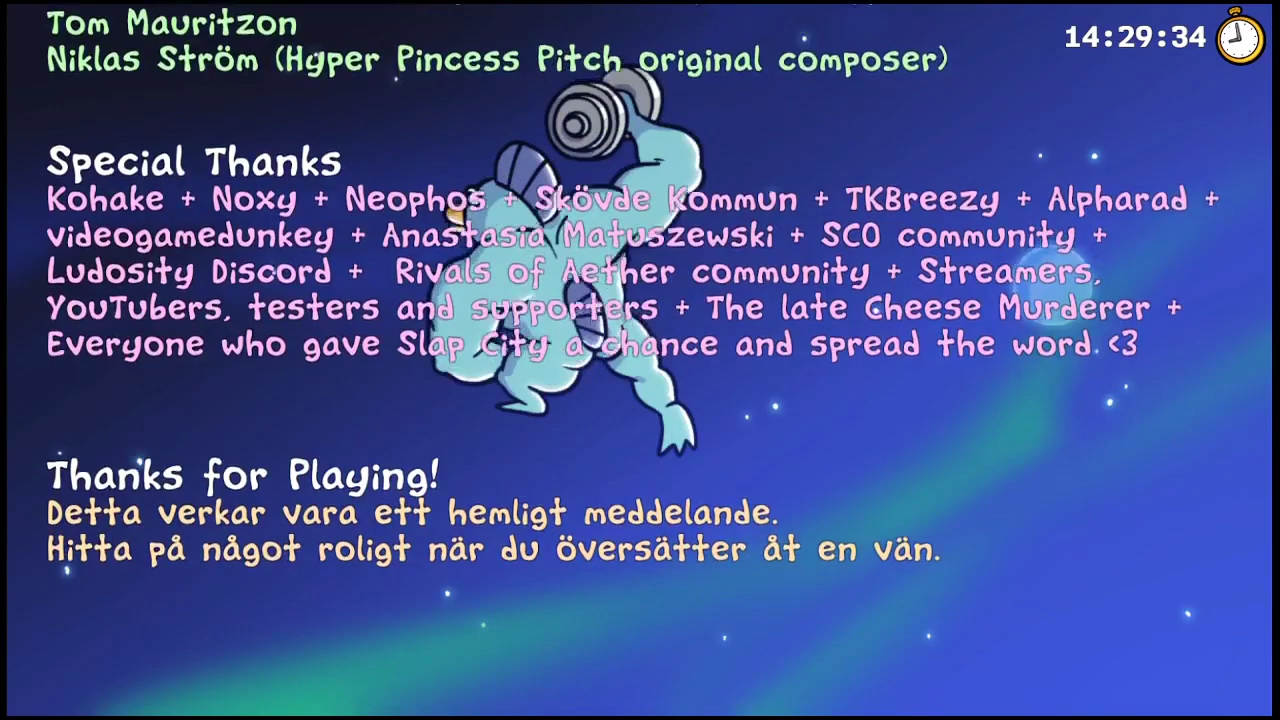 Tom Mauritzon
14:29:34
Niklas Ström (Hyper Pincess Pitch original composer)
Special Thanks
Kohake + Noxy + Neophos + Skövde Kommun + TKBreezy + Alpharad +
videogamedunkey + Anastasia Matuszewski + SCO community +
Ludosity Discord + Rivals of Aether community + Streamers,
YouTubers, testers and supporters + The late Cheese Murderer +
Everyone who gave Slap City a chance and spread the word <3
Thanks for Playing!
Detta verkar vara ett hemligt meddelande.
Hitta på något roligt när du översätter åt en vän.